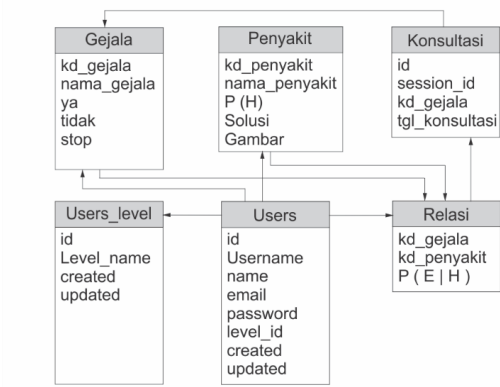 Gejala
kd_gejala
nama_gejala
ya
tidak
stop
Penyakit
kd_penyakit
nama_penyakit
P (H)
Solusi
Gambar
Konsultasi
id
session_id
kd_gejala
tgl_konsultasi
Users_level
id
Level_name
created
updated
Users
id
Username
name
email
password
level_id
created
updated
Relasi
kd_gejala
kd_penyakit
P ( E | H )